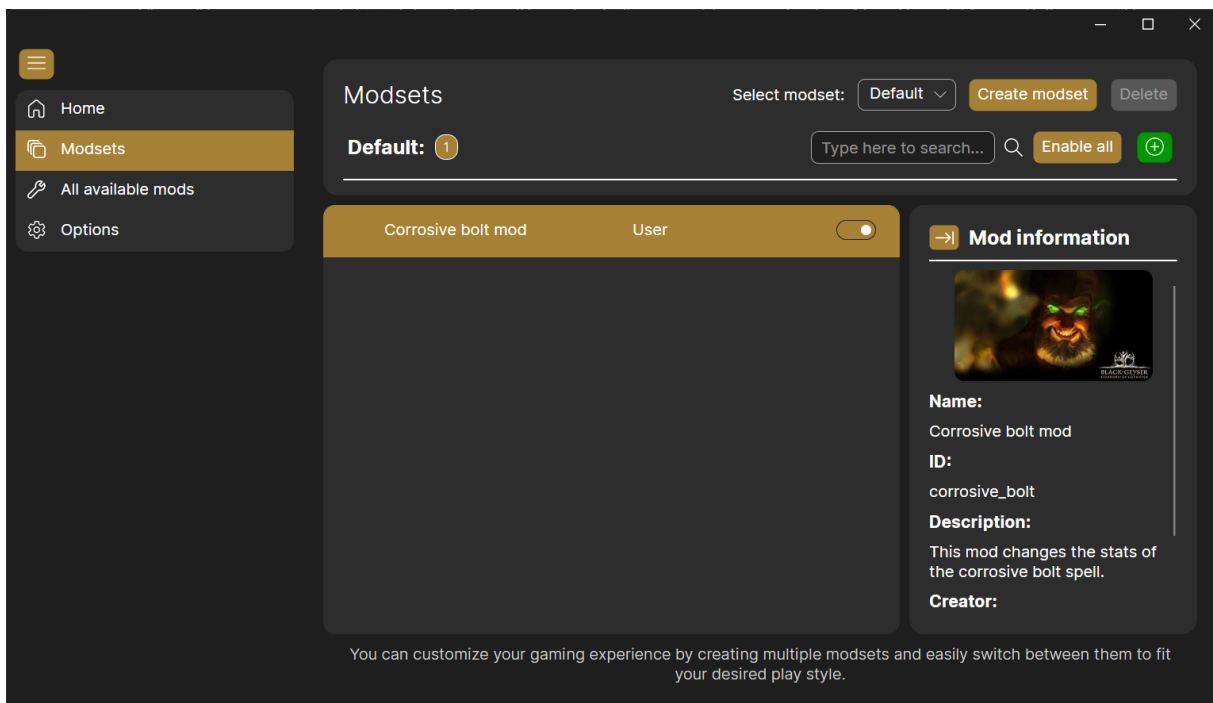 Home
Modsets
All available mods
Options
Modsets
Select modset: Default Create modset Delete
Default: 1
Type here to search... Enable all
Corrosive bolt mod User
Mod information
BLACK GEYSER
Name:
Corrosive bolt mod
ID:
corrosive_bolt
Description:
This mod changes the stats of
the corrosive bolt spell.
Creator:
You can customize your gaming experience by creating multiple modsets and easily switch between them to fit
your desired play style.